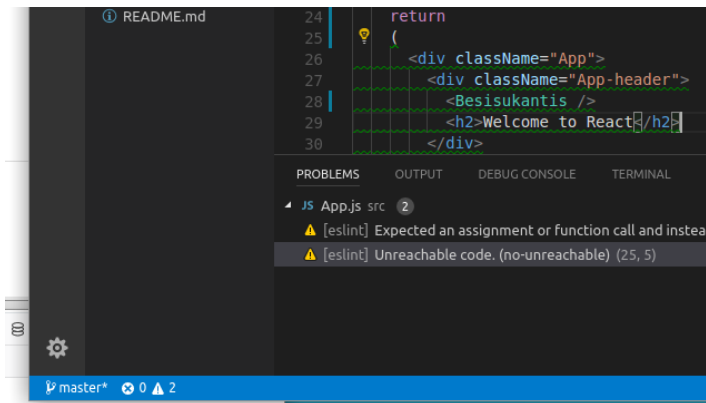 README.md
24 return
25 (
26 <div className="App">
27 <div className="App-header">
28 <Besisukantis />
29 <h2>Welcome to React</h2>
30 </div>
PROBLEMS OUTPUT DEBUG CONSOLE TERMINAL
JS App.js src 2
[eslint] Expected an assignment or function call and instea
[eslint] Unreachable code. (no-unreachable) (25, 5)
master* 0 2